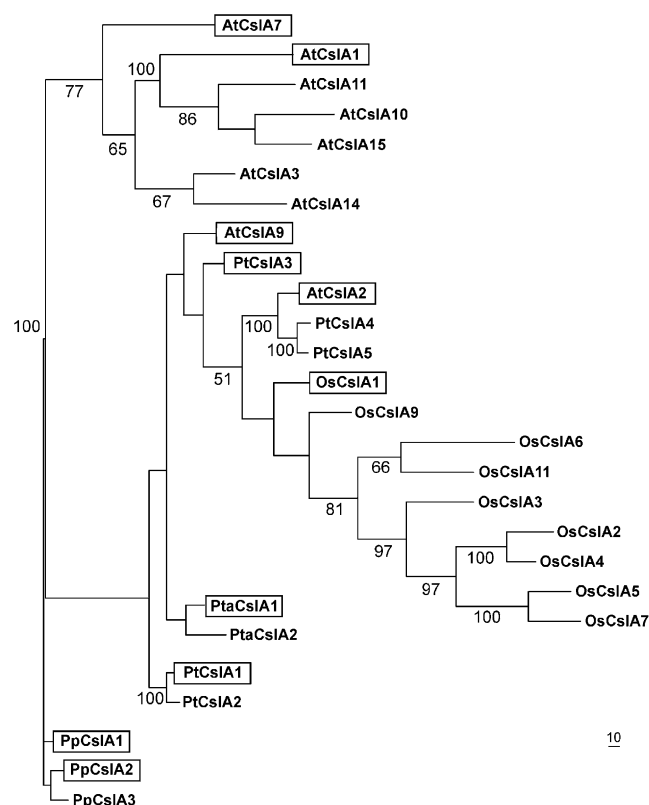 AtCslA7
AtCslA1
100
AtCslA11
77
AtCslA10
86
65
AtCslA15
AtCslA3
67
AtCslA14
AtCslA9
PtCslA3
AtCslA2
100
100
PtCslA4
100
PtCslA5
51
OsCslA1
OsCslA9
OsCslA6
66
OsCslA11
81
OsCslA3
OsCslA2
97
100
OsCslA4
97
OsCslA5
100
OsCslA7
PtaCslA1
PtaCslA2
PtCslA1
100
PtCslA2
PpCslA1
10
PpCslA2
PpCslA3